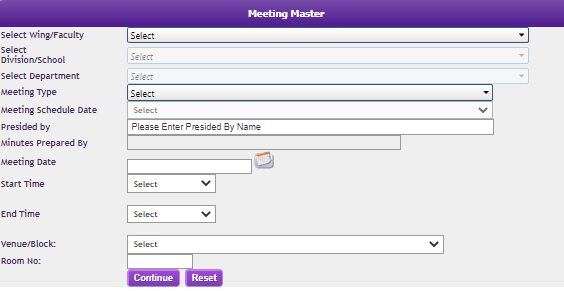 Meeting Master
Select Wing/Faculty Select
Select
Division/School Select
Select Department Select
Meeting Type Select
Meeting Schedule Date Select
Presided by Please Enter Presided By Name
Minutes Prepared By
Meeting Date
Start Time Select
End Time Select
Venue/Block: Select
Room No:
Continue Reset